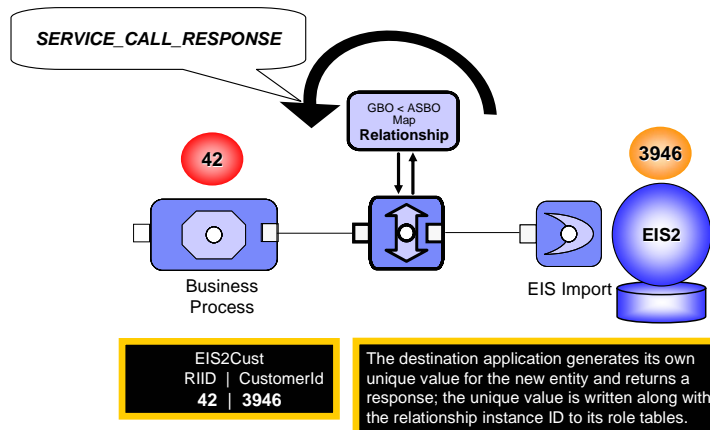 SERVICE_CALL_RESPONSE
GBO < ASBO
Map
Relationship
42
3946
EIS2
Business
Process
EIS Import
EIS2Cust
RIID | CustomerId
42 | 3946
The destination application generates its own
unique value for the new entity and returns a
response; the unique value is written along with
the relationship instance ID to its role tables.